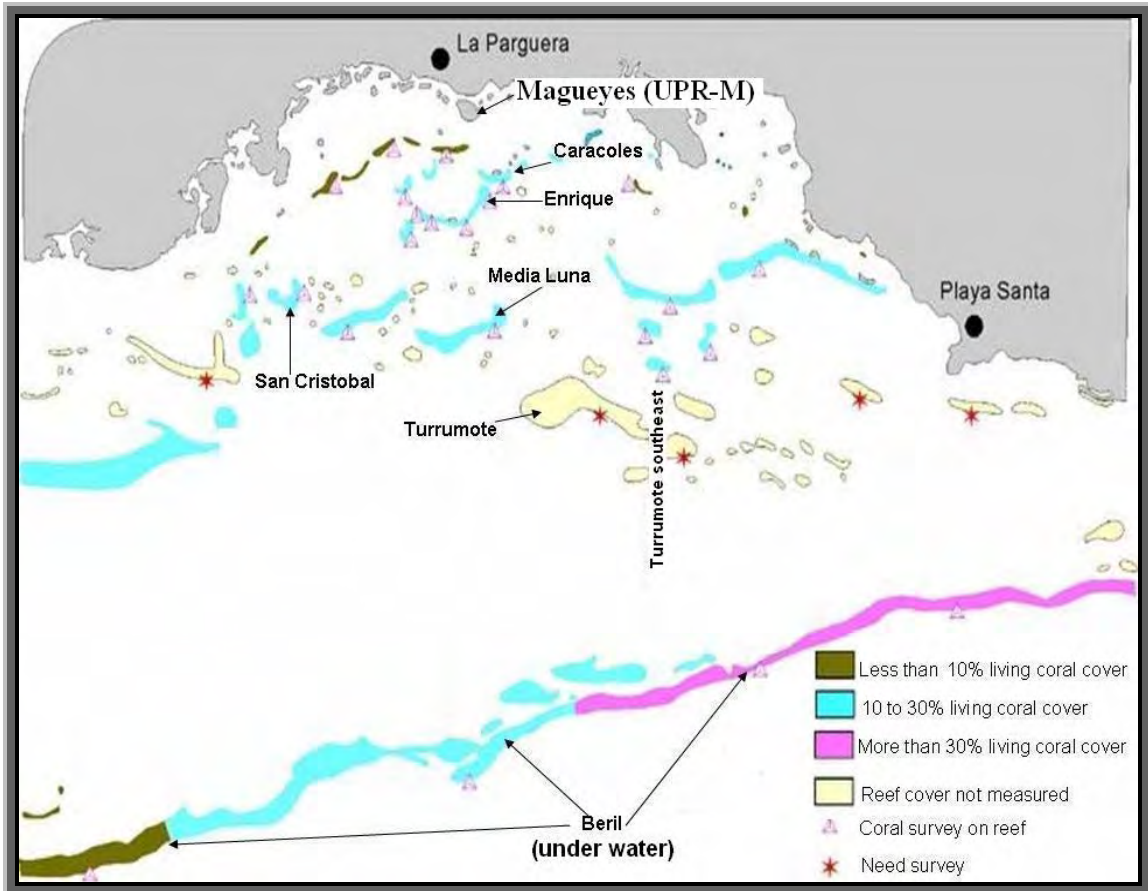 La Parguera
Magueyes (UPR-M)
Caracoles
Enrique
Media Luna
Playa Santa
San Cristobal
Turrumote
Turrumote southeast
Less than 10% living coral cover
10 to 30% living coral cover
More than 30% living coral cover
Reef cover not measured
Beril
(under water)
Coral survey on reef
Need survey